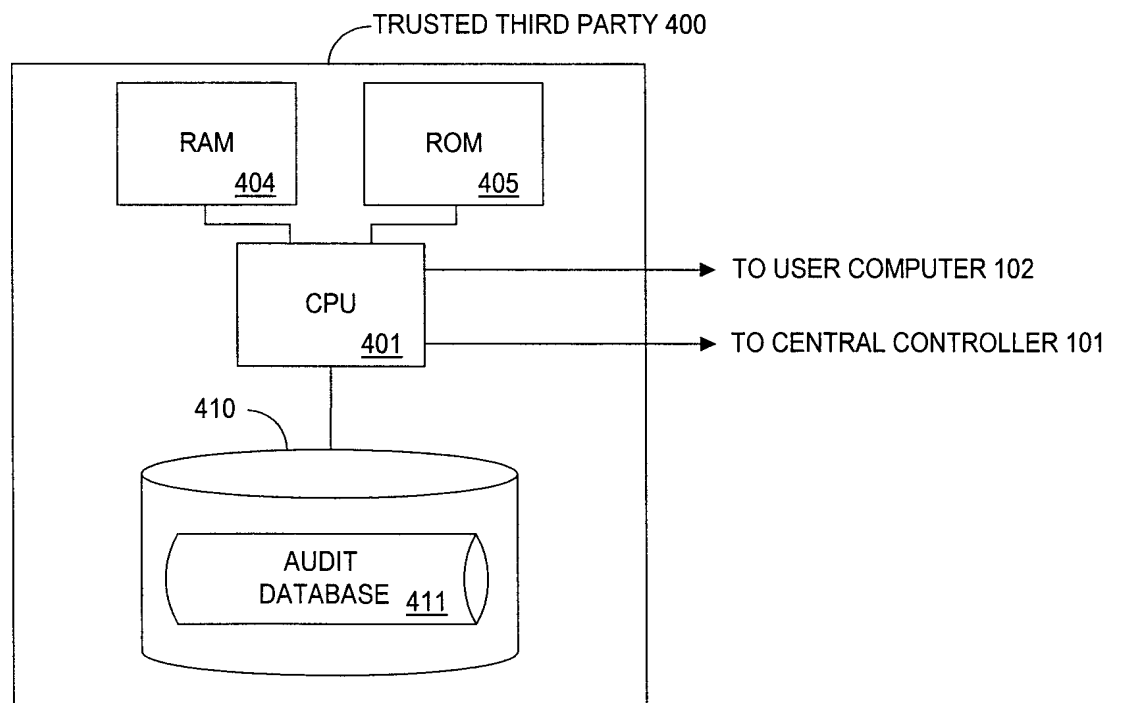 TRUSTED THIRD PARTY 400
RAM
404
ROM
405
CPU
401
TO USER COMPUTER 102
TO CENTRAL CONTROLLER 101
410
AUDIT
DATABASE 411